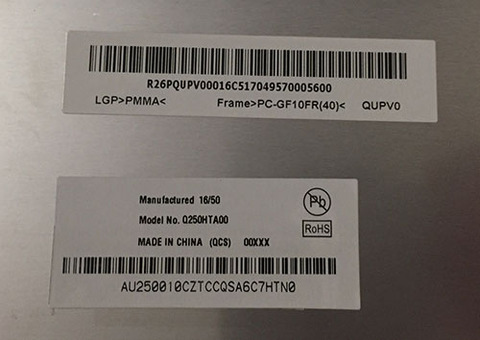 R26PQUPV00016C517049570005600
LGP>PMMA< Frame>PC-GF10FR(40)< QUPV0
Manufactured 16/50
Model No. Q250HTA00
MADE IN CHINA (QCS) 00XXX
Pb
RoHS
AU250010CZTCCQSA6C7HTN0